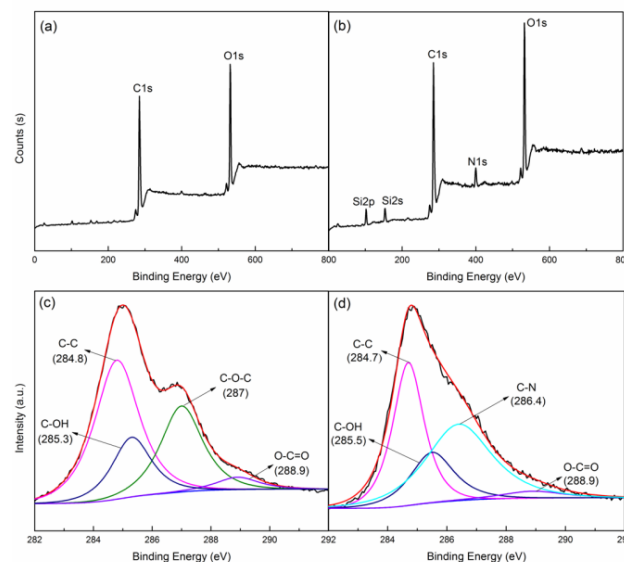 (a)
C1s
O1s
Counts (s)
0
200
400
600
800
Binding Energy (eV)
(b)
C1s
O1s
N1s
Si2p
Si2s
200
400
600
Binding Energy (eV)
(c)
C-C
(284.8)
C-O-C
(287)
C-OH
(285.3)
O-C=O
(288.9)
Intensity (a.u.)
282
284
286
288
290
Binding Energy (eV)
(d)
C-C
(284.7)
C-N
(286.4)
C-OH
(285.5)
O-C=O
(288.9)
284
286
288
290
Binding Energy (eV)